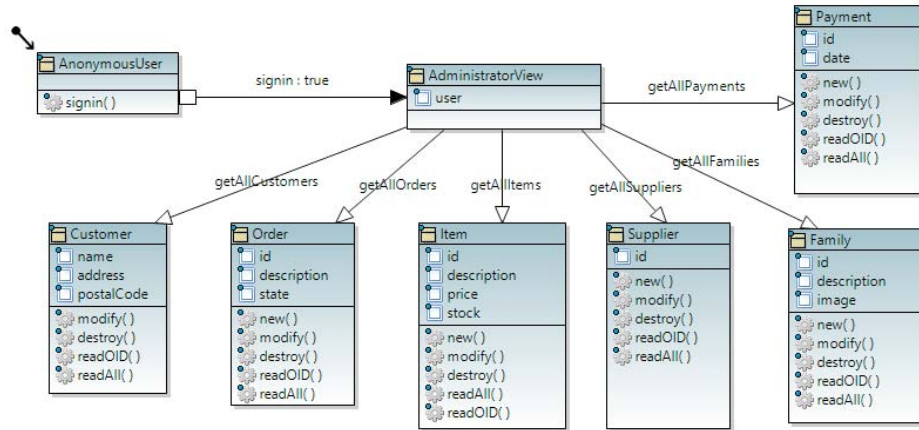 Payment
id
date
new( )
modify( )
destroy( )
readOID( )
readAll( )
AnonymousUser
signin( )
signin : true
AdministratorView
user
getAllPayments
getAllCustomers
getAllOrders
getAllItems
getAllSuppliers
getAllFamilies
Customer
name
address
postalCode
modify( )
destroy( )
readOID( )
readAll( )
Order
id
description
state
new( )
modify( )
destroy( )
readOID( )
readAll( )
Item
id
description
price
stock
new( )
modify( )
destroy( )
readAll( )
readOID( )
Supplier
id
new( )
modify( )
destroy( )
readOID( )
readAll( )
Family
id
description
image
new( )
modify( )
destroy( )
readOID( )
readAll( )